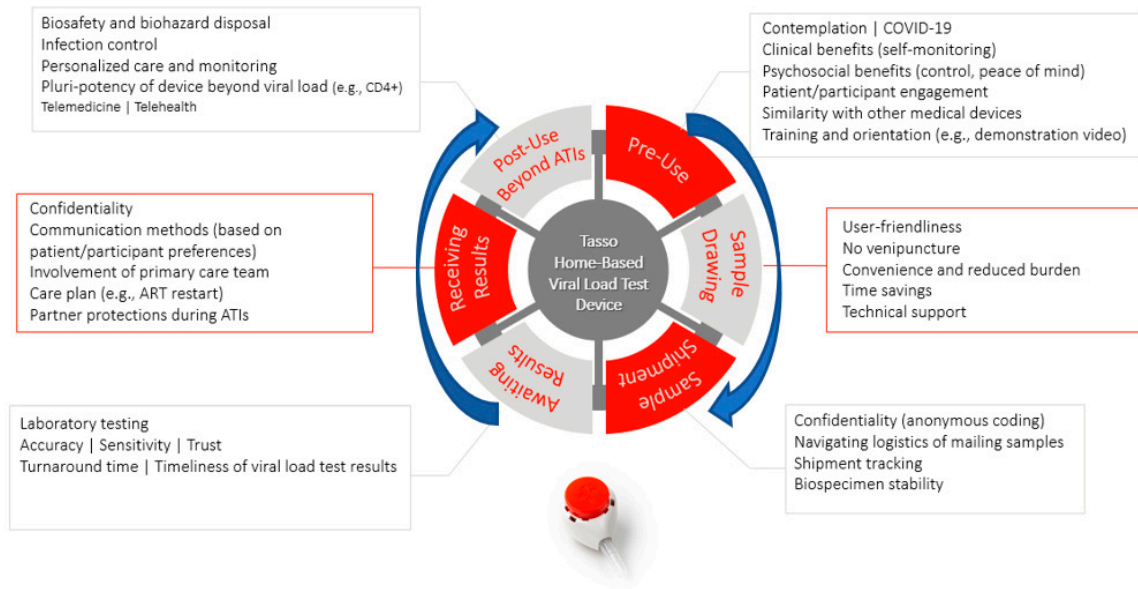 Biosafety and biohazard disposal
Infection control
Personalized care and monitoring
Pluri-potency of device beyond viral load (e.g., CD4+)
Telemedicine | Telehealth
Contemplation | COVID-19
Clinical benefits (self-monitoring)
Psychosocial benefits (control, peace of mind)
Patient/participant engagement
Similarity with other medical devices
Training and orientation (e.g., demonstration video)
Post-Use
Beyond ATIs
Pre-Use
Confidentiality
Communication methods (based on
patient/participant preferences)
Involvement of primary care team
Care plan (e.g., ART restart)
Partner protections during ATIs
Receiving
Results
Tasso
Home-Based
Viral Load Test
Device
Sample
Drawing
User-friendliness
No venipuncture
Convenience and reduced burden
Time savings
Technical support
Awaiting
Results
Sample
Shipment
Laboratory testing
Accuracy | Sensitivity | Trust
Turnaround time | Timeliness of viral load test results
Confidentiality (anonymous coding)
Navigating logistics of mailing samples
Shipment tracking
Biospecimen stability